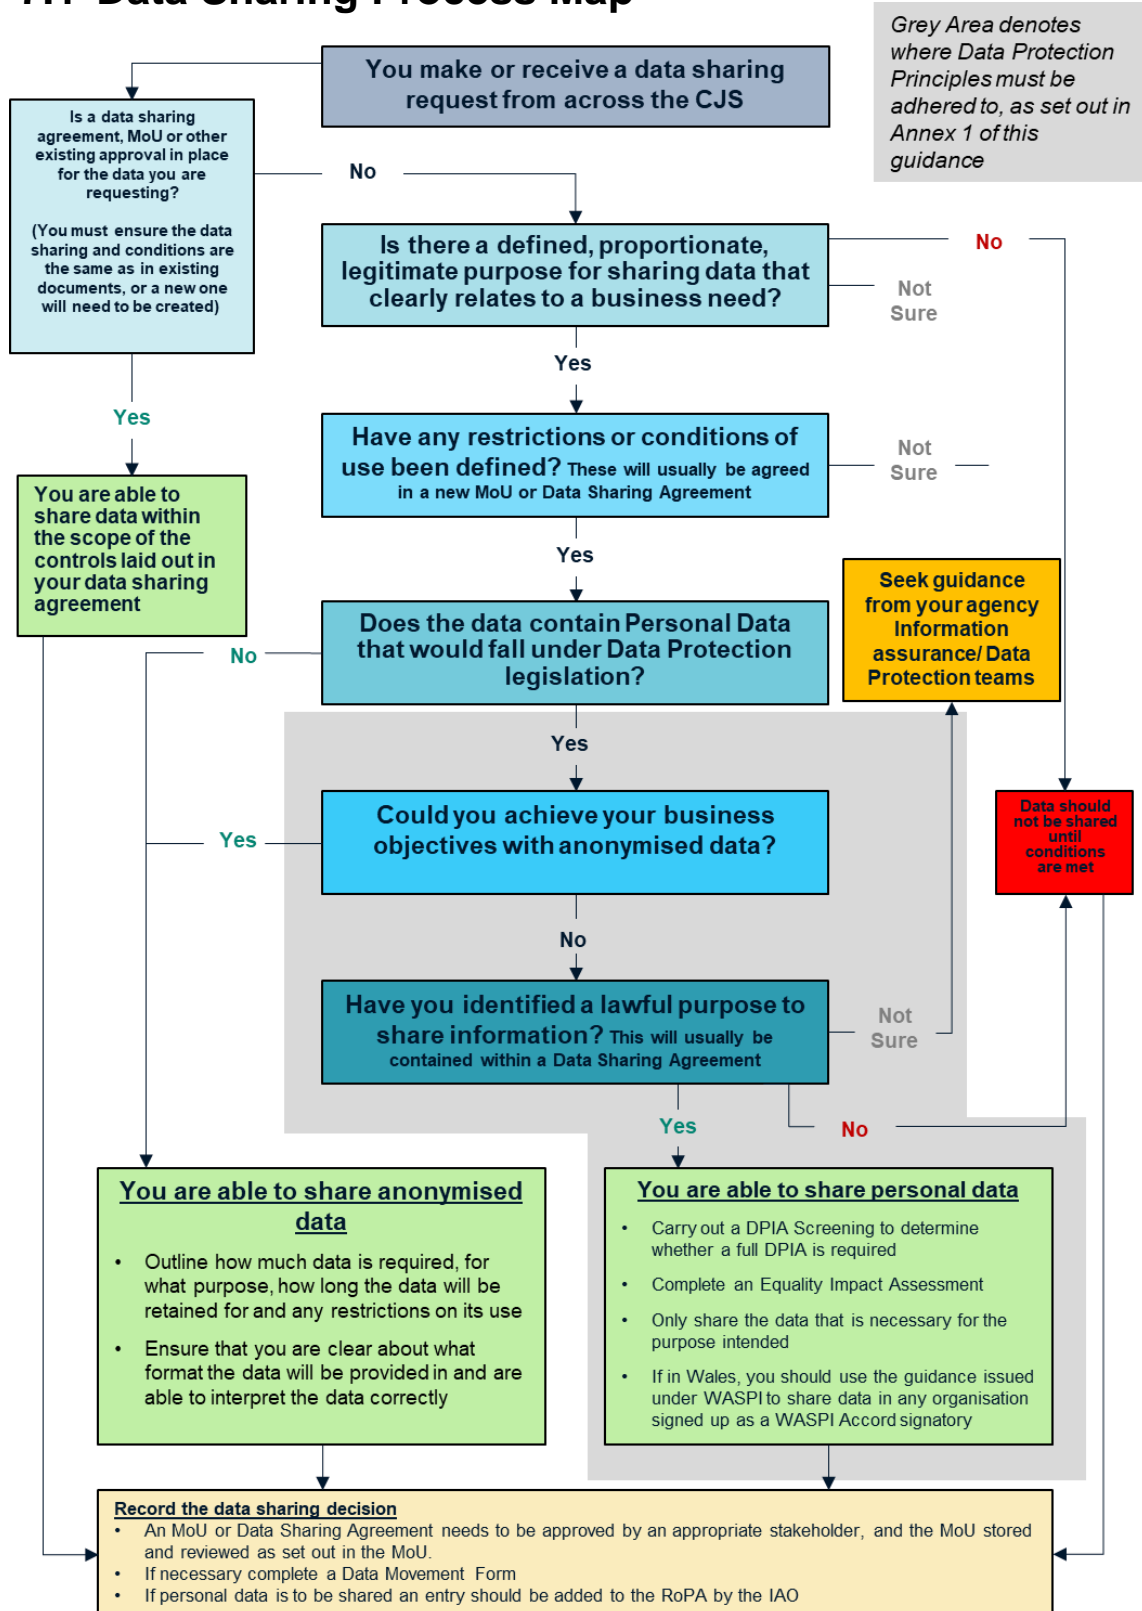 7.1 Data Sharing Process Map
Grey Area denotes
where Data Protection
Principles must be
adhered to, as set out in
Annex 1 of this
guidance
You make or receive a data sharing
request from across the CJS
Is a data sharing
agreement, MoU or other
existing approval in place
for the data you are
requesting?
(You must ensure the data
sharing and conditions are
the same as in existing
documents, or a new one
will need to be created)
No
Is there a defined, proportionate,
legitimate purpose for sharing data that
clearly relates to a business need?
No
Not
Sure
Yes
Yes
Have any restrictions or conditions of
use been defined? These will usually be agreed
in a new MoU or Data Sharing Agreement
Not
Sure
You are able to
share data within
the scope of the
controls laid out in
your data sharing
agreement
Yes
Seek guidance
from your agency
Information
assurance/ Data
Protection teams
Does the data contain Personal Data
that would fall under Data Protection
legislation?
No
Yes
Could you achieve your business
objectives with anonymised data?
Yes
Data should
not be shared
until
conditions
are met
No
Have you identified a lawful purpose to
share information? This will usually be
contained within a Data Sharing Agreement
Not
Sure
Yes
No
You are able to share anonymised
data
• Outline how much data is required, for
what purpose, how long the data will be
retained for and any restrictions on its use
• Ensure that you are clear about what
format the data will be provided in and are
able to interpret the data correctly
You are able to share personal data
• Carry out a DPIA Screening to determine
whether a full DPIA is required
• Complete an Equality Impact Assessment
• Only share the data that is necessary for the
purpose intended
• If in Wales, you should use the guidance issued
under WASPI to share data in any organisation
signed up as a WASPI Accord signatory
Record the data sharing decision
• An MoU or Data Sharing Agreement needs to be approved by an appropriate stakeholder, and the MoU stored
and reviewed as set out in the MoU.
• If necessary complete a Data Movement Form
• If personal data is to be shared an entry should be added to the RoPA by the IAO